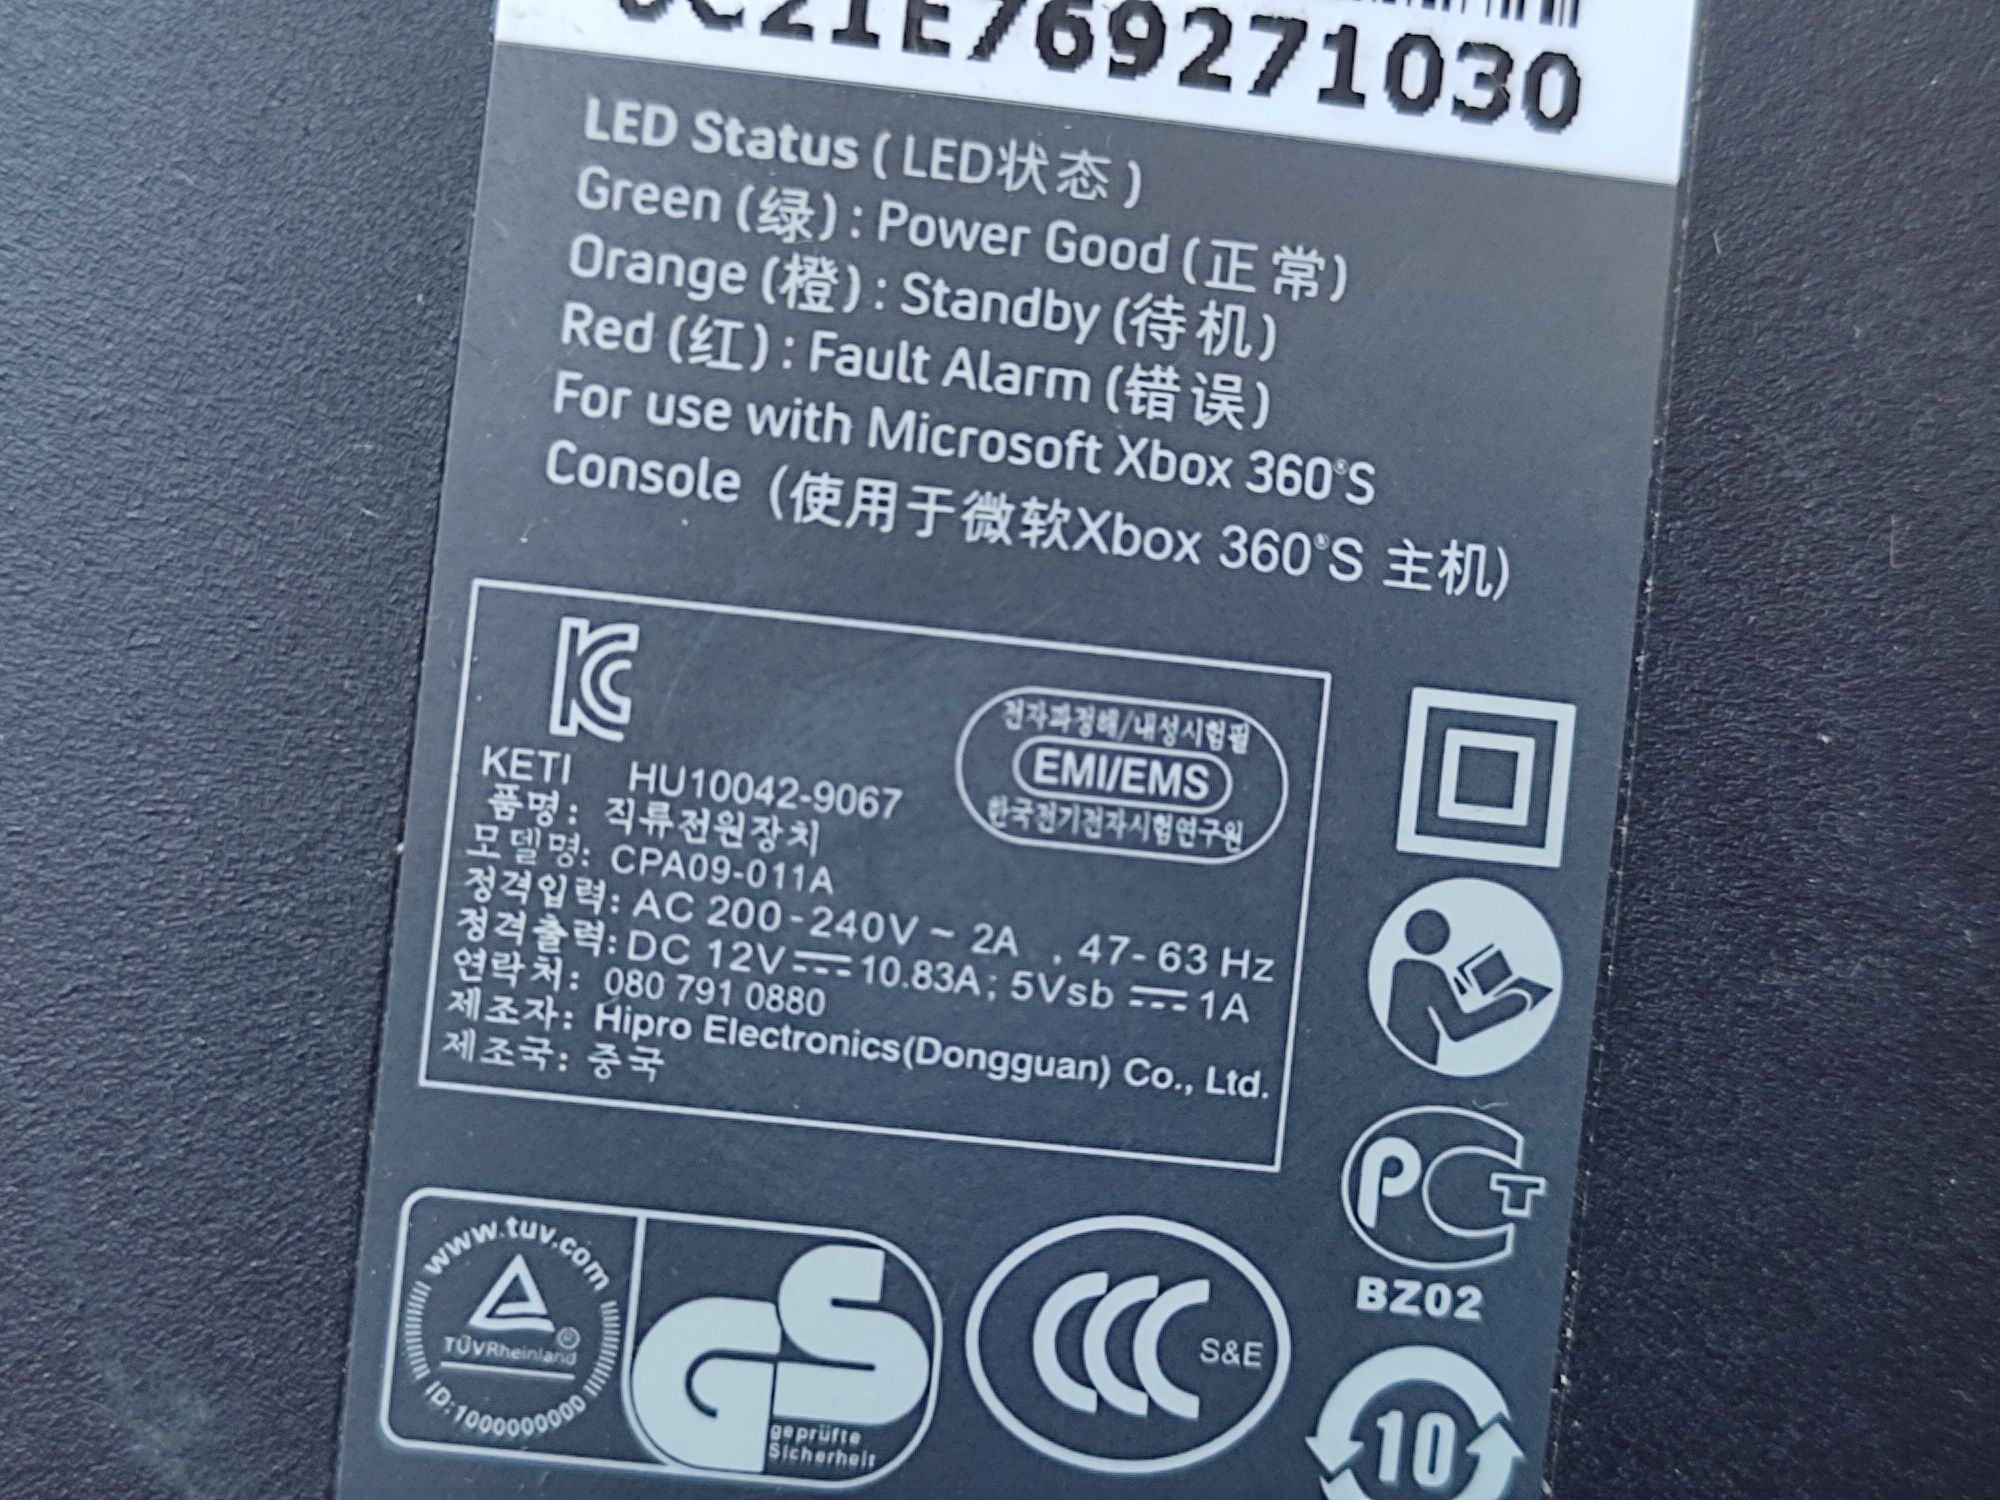 0C21E769271030
LED Status ( LED状态 )
Green (绿) : Power Good (正 常)
Orange (橙) : Standby (待 机)
Red (红) : Fault Alarm (错 误)
For use with Microsoft Xbox 360®S
Console (使用于微软Xbox 360®S 主机)
전자파장해/내성시험필
EMI/EMS
한국전기전자시험연구원
KETI HU10042-9067
품명: 직류전원장치
모델명: CPA09-011A
정격입력: AC 200-240V ~ 2A , 47-63 Hz
정격출력: DC 12V⎓10.83A; 5Vsb ⎓ 1A
연락처: 080 791 0880
제조자: Hipro Electronics(Dongguan) Co., Ltd.
제조국: 중국
PCT
BZ02
www.tuv.com
TÜVRheinland®
ID:1000000000
GS
geprüfte
Sicherheit
CCC
S&E
10